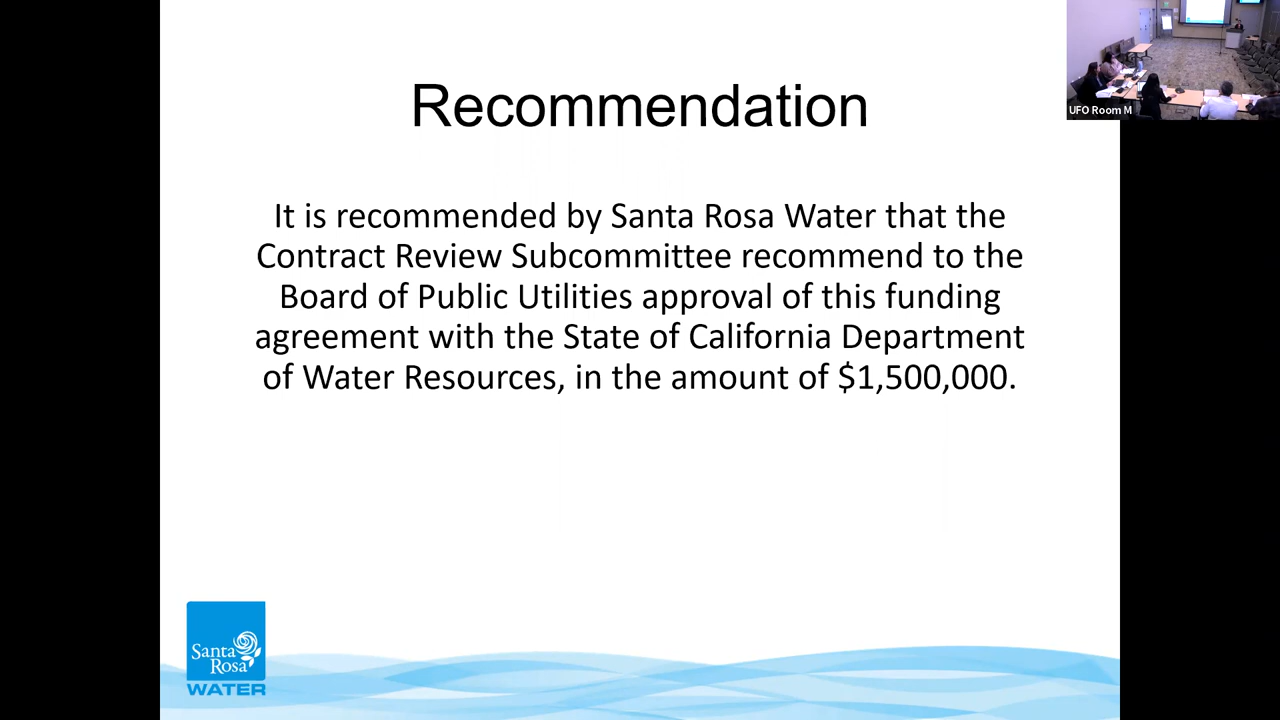 Recommendation
UFO Room M
It is recommended by Santa Rosa Water that the
Contract Review Subcommittee recommend to the
Board of Public Utilities approval of this funding
agreement with the State of California Department
of Water Resources, in the amount of $1,500,000.
Santa
Rosa
WATER